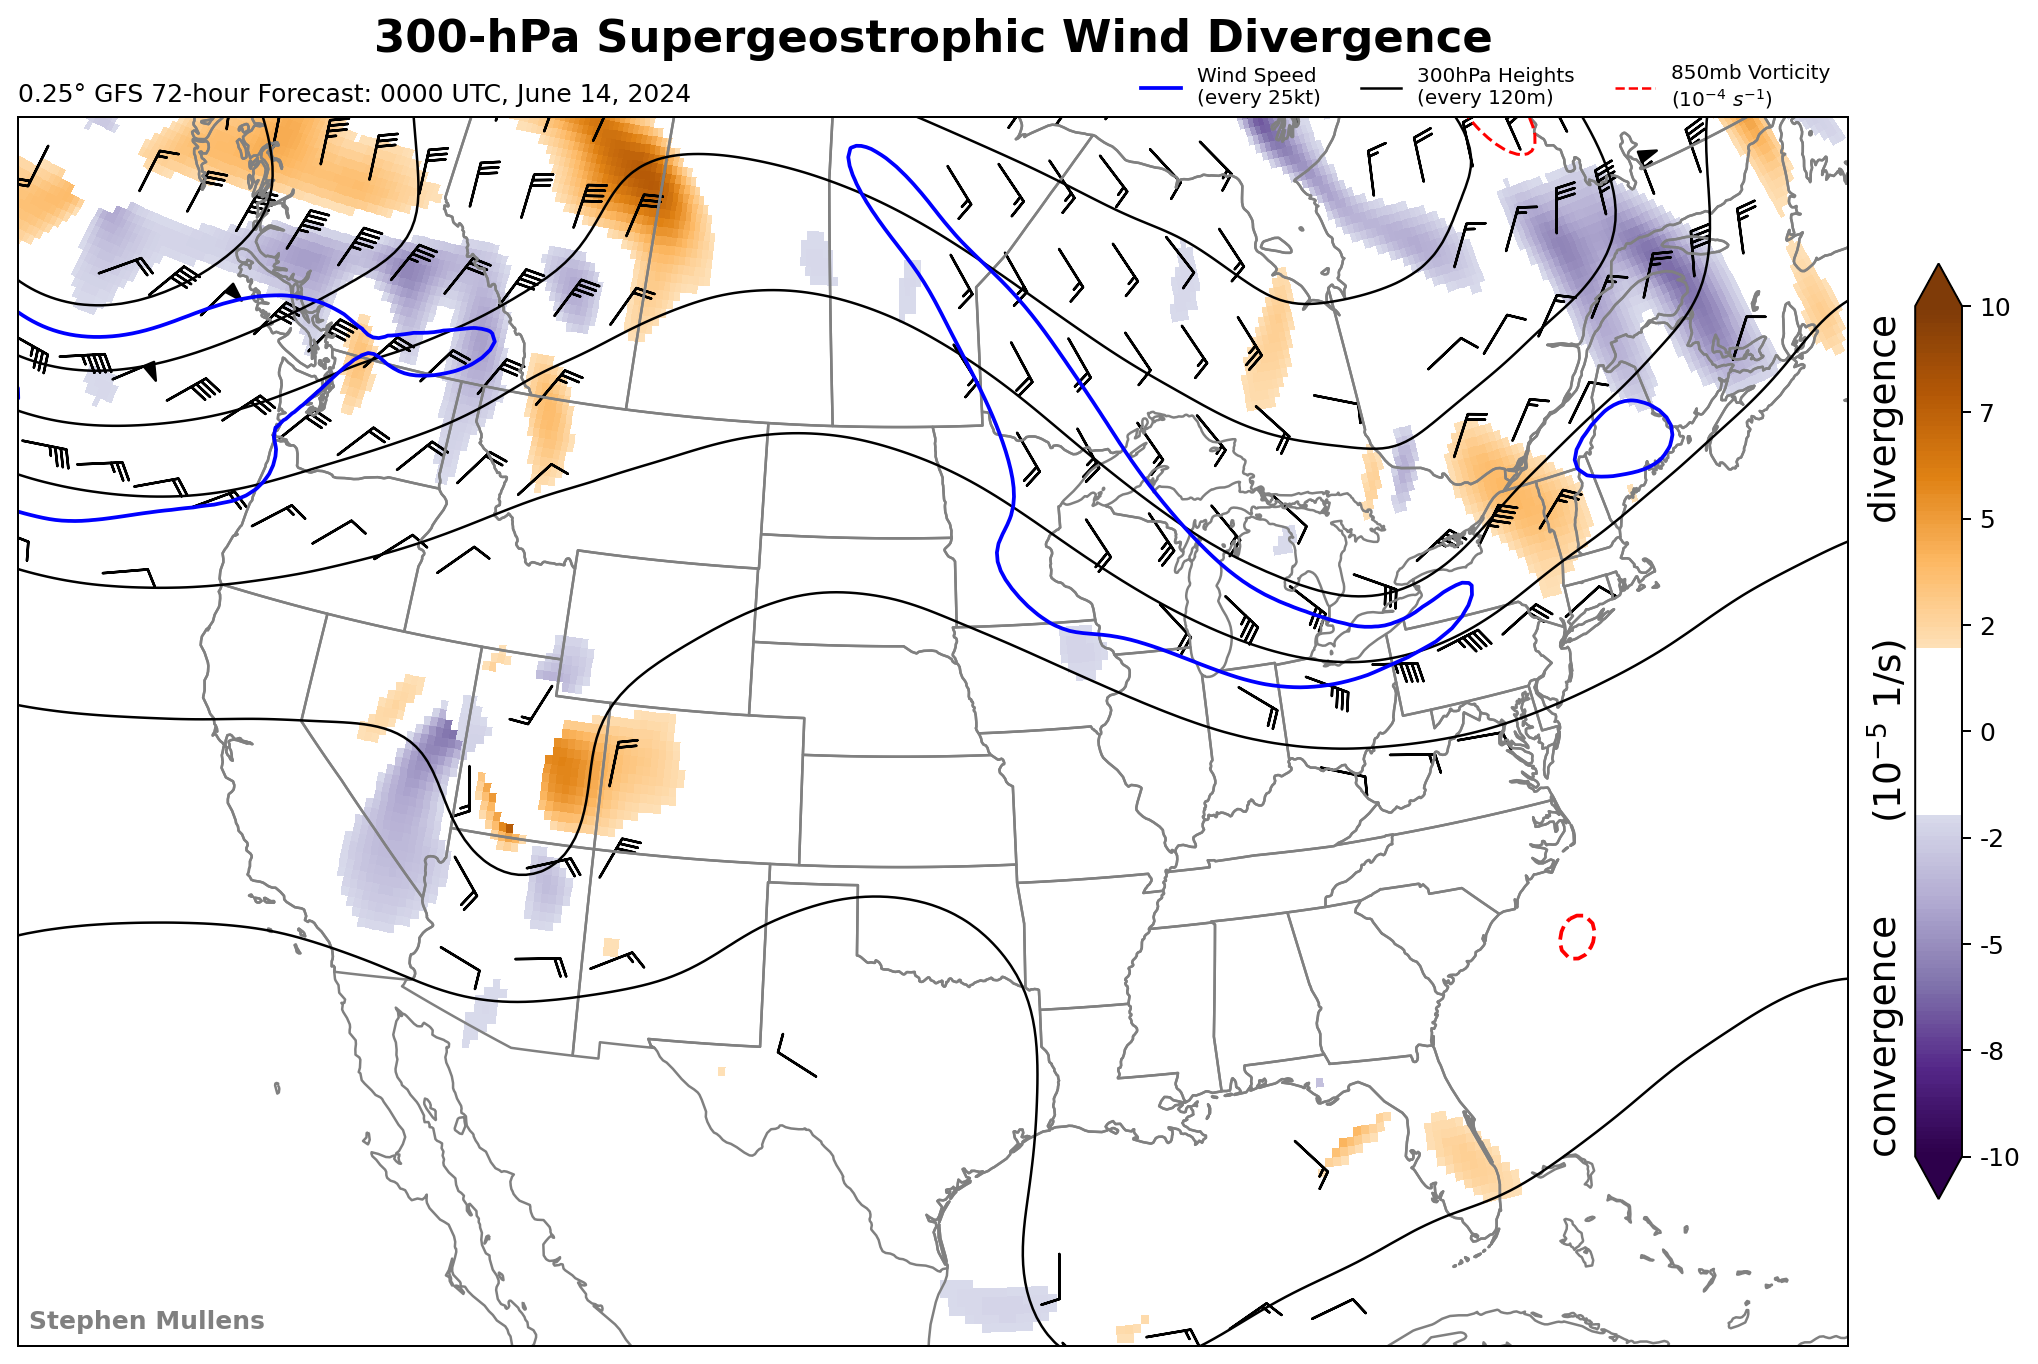 300-hPa Supergeostrophic Wind Divergence
0.25° GFS 72-hour Forecast: 0000 UTC, June 14, 2024
Wind Speed
(every 25kt)
300hPa Heights
(every 120m)
850mb Vorticity
(10⁻⁴ s⁻¹)
10
7
5
2
0
-2
-5
-8
-10
convergence (10⁻⁵ 1/s) divergence
Stephen Mullens